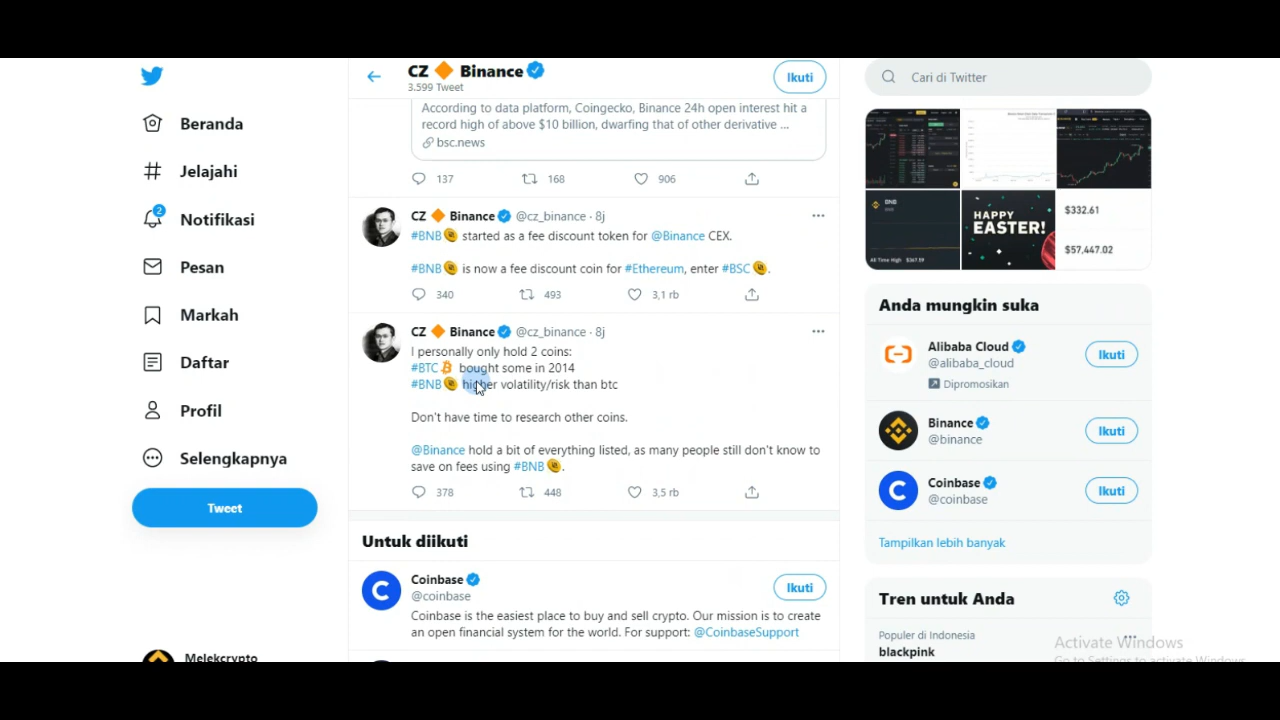 Beranda
Jelajahi
2
Notifikasi
Pesan
Markah
Daftar
Profil
Selengkapnya
Tweet
Melekcrypto
CZ 🔶 Binance
3.599 Tweet
Ikuti
According to data platform, Coingecko, Binance 24h open interest hit a
record high of above $10 billion, dwarfing that of other derivative ...
bsc.news
137 168 906
CZ 🔶 Binance @cz_binance · 8j
#BNB started as a fee discount token for @Binance CEX.
#BNB is now a fee discount coin for #Ethereum, enter #BSC.
340 493 3,1 rb
CZ 🔶 Binance @cz_binance · 8j
I personally only hold 2 coins:
#BTC bought some in 2014
#BNB higher volatility/risk than btc
Don't have time to research other coins.
@Binance hold a bit of everything listed, as many people still don't know to
save on fees using #BNB.
378 448 3,5 rb
Untuk diikuti
Coinbase
@coinbase
Ikuti
Coinbase is the easiest place to buy and sell crypto. Our mission is to create
an open financial system for the world. For support: @CoinbaseSupport
Cari di Twitter
BNB
All Time High $347.59
HAPPY
EASTER!
$332.61
$57,447.02
Anda mungkin suka
Alibaba Cloud
@alibaba_cloud
Dipromosikan
Ikuti
Binance
@binance
Ikuti
Coinbase
@coinbase
Ikuti
Tampilkan lebih banyak
Tren untuk Anda
Populer di Indonesia
blackpink
Activate Windows
Go to Settings to activate Windows.